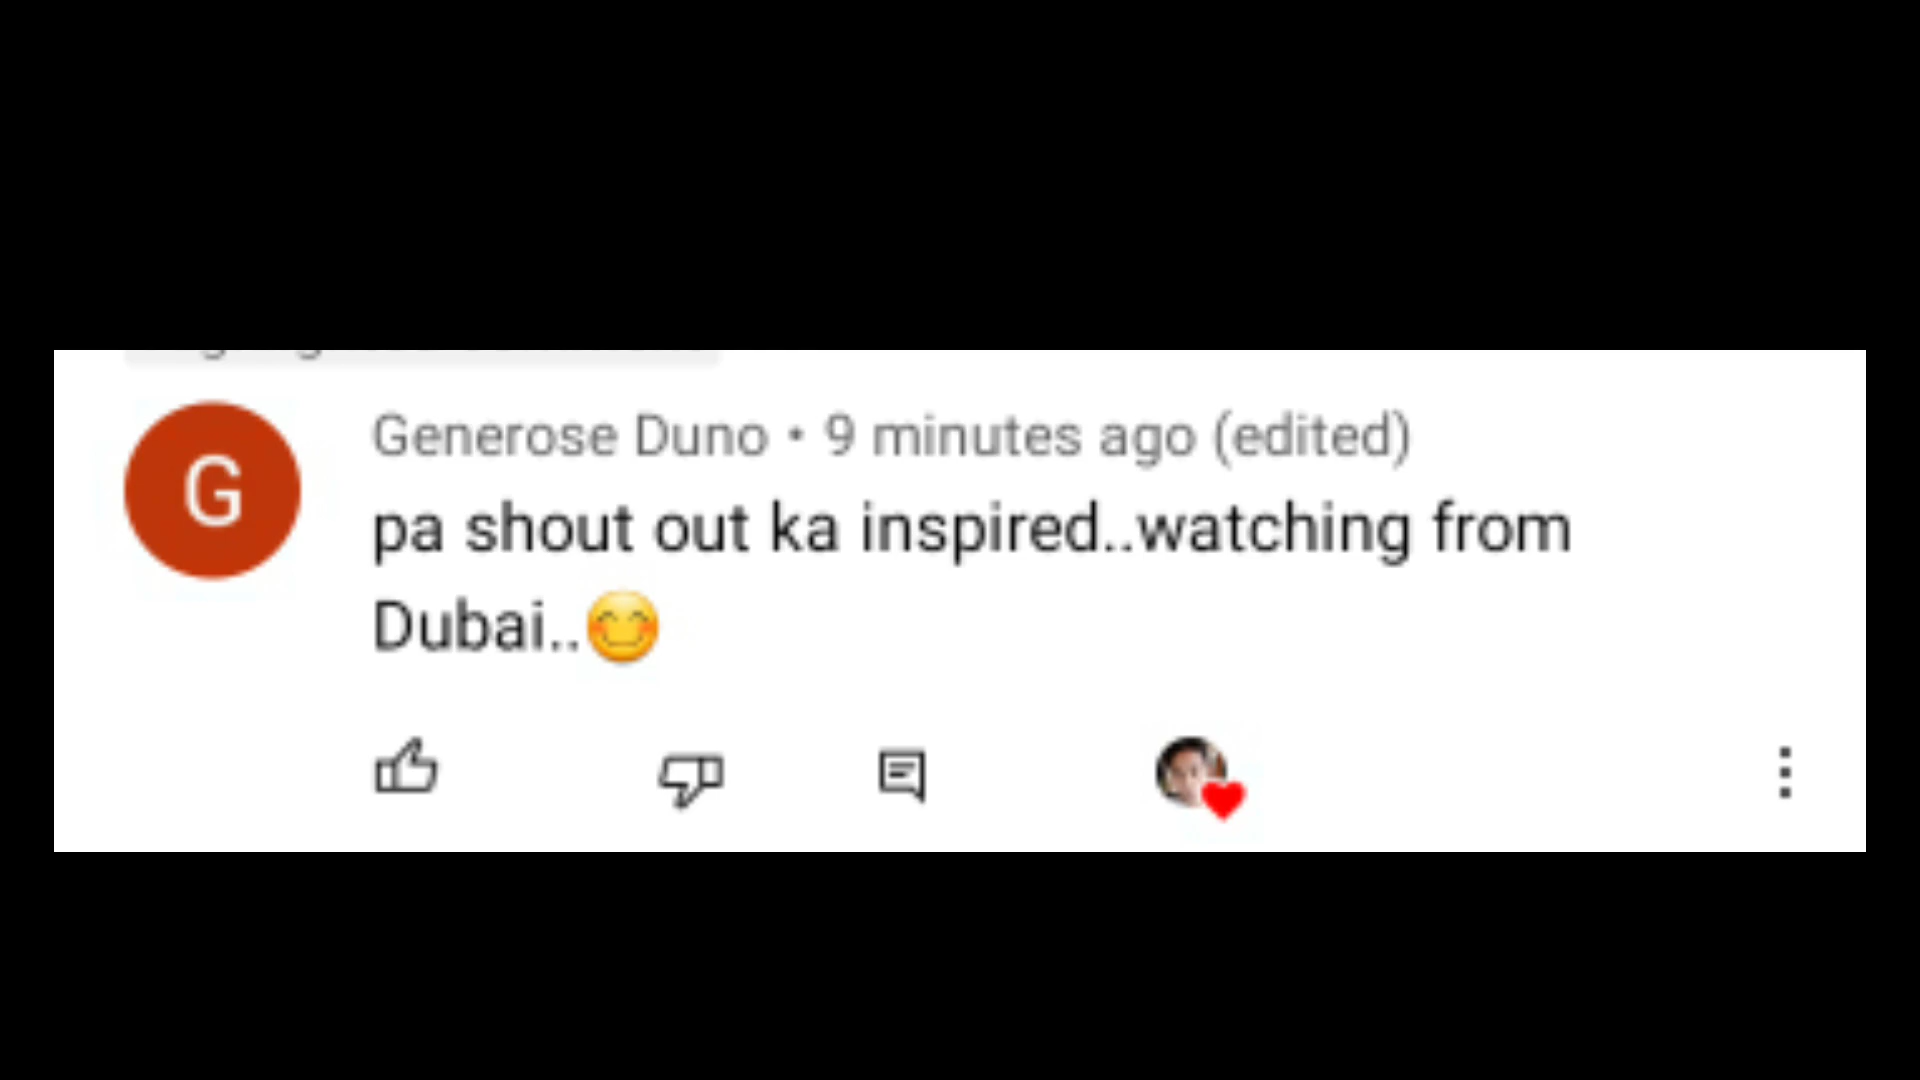 G
Generose Duno • 9 minutes ago (edited)
pa shout out ka inspired..watching from
Dubai..😊